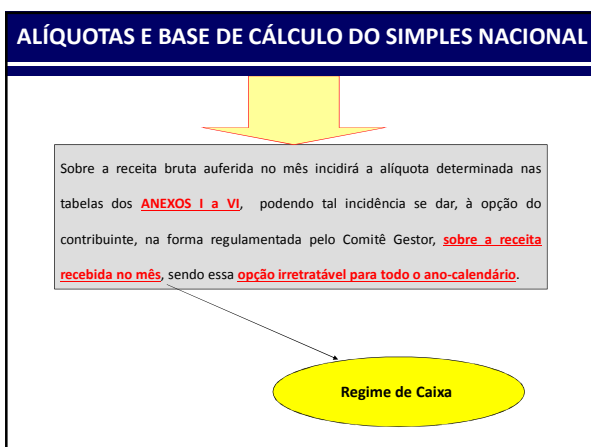 ALÍQUOTAS E BASE DE CÁLCULO DO SIMPLES NACIONAL
Sobre a receita bruta auferida no mês incidirá a alíquota determinada nas
tabelas dos ANEXOS I a VI, podendo tal incidência se dar, à opção do
contribuinte, na forma regulamentada pelo Comitê Gestor, sobre a receita
recebida no mês, sendo essa opção irretratável para todo o ano-calendário.
Regime de Caixa